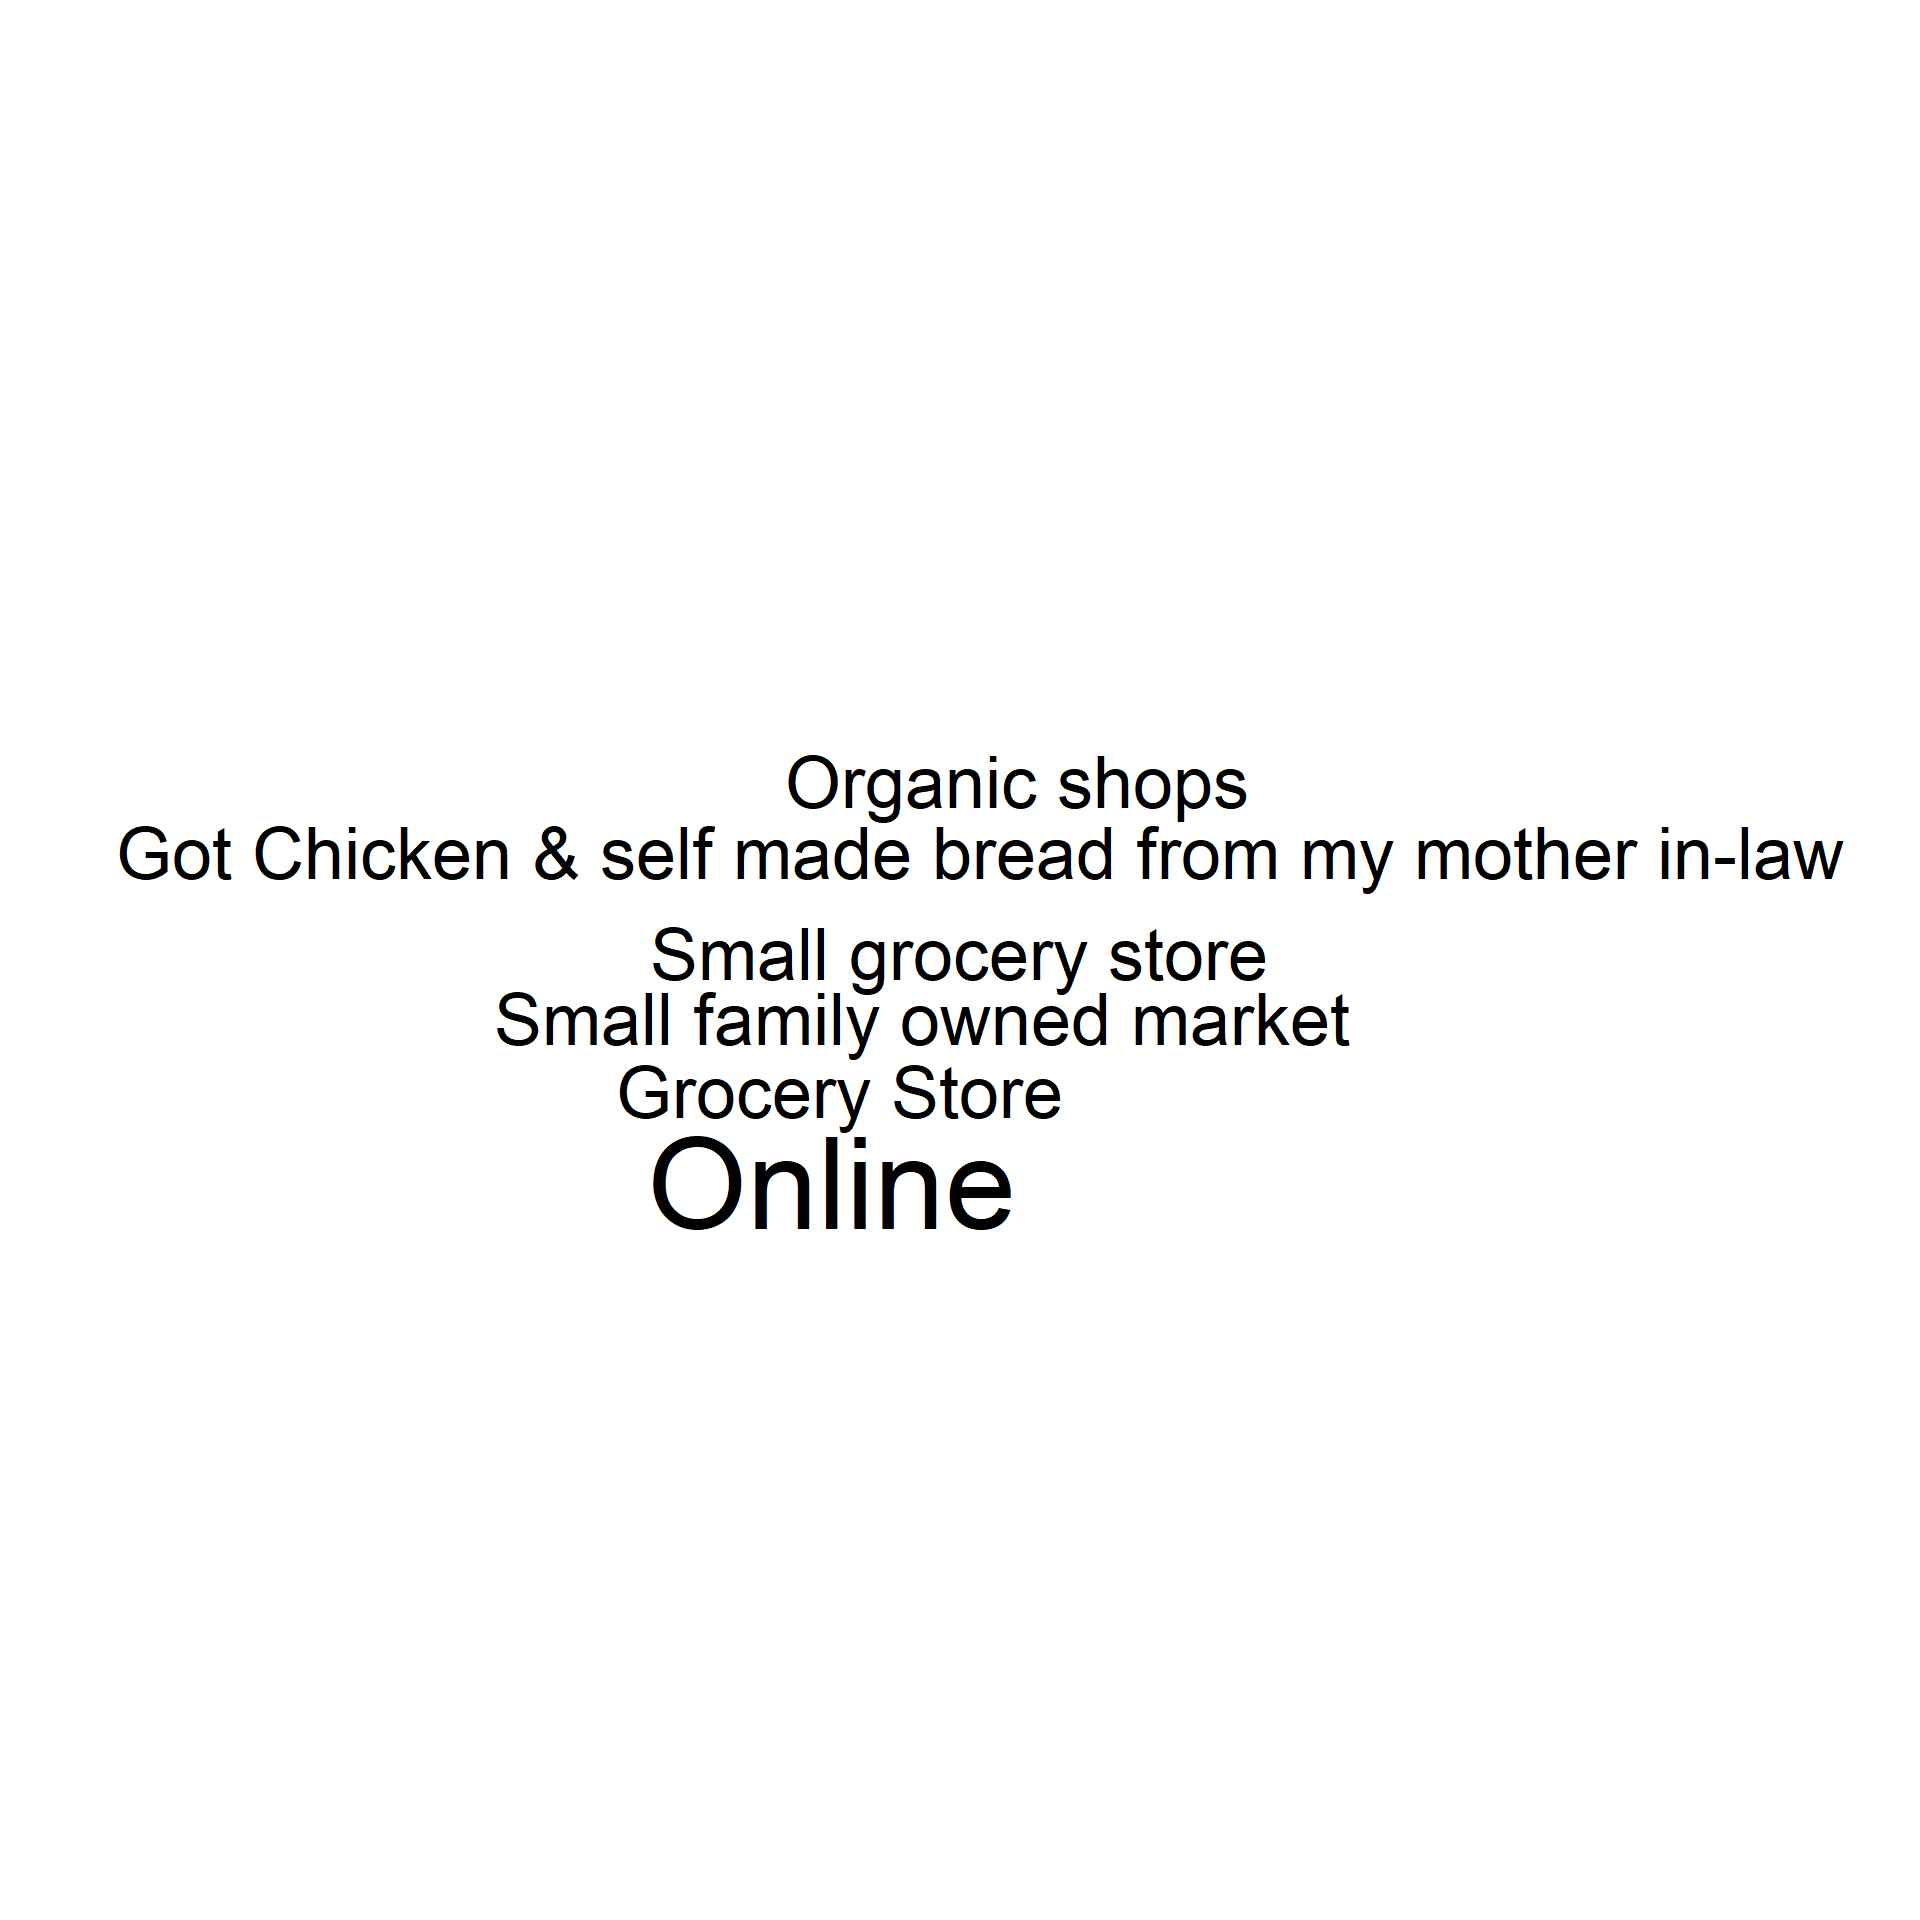 Organic shops
Got Chicken & self made bread from my mother in-law
Small grocery store
Small family owned market
Grocery Store
Online